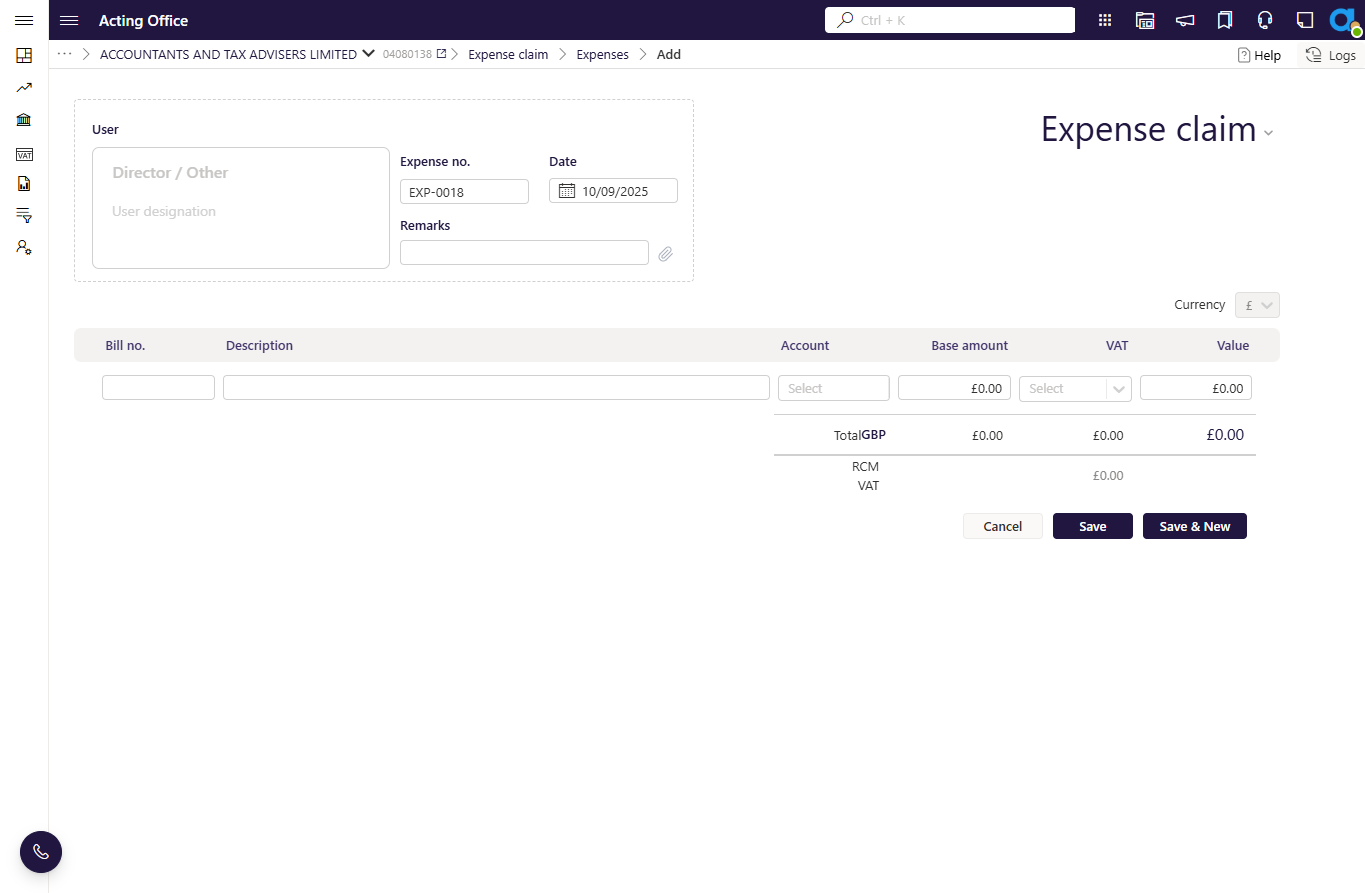 Acting Office
Ctrl + K
··· ACCOUNTANTS AND TAX ADVISERS LIMITED 04080138 Expense claim Expenses Add
Help Logs
VAT
User
Director / Other
User designation
Expense no. Date
EXP-0018 10/09/2025
Remarks
Expense claim
Currency £
Bill no. Description Account Base amount VAT Value
Select £0.00 Select £0.00
TotalGBP £0.00 £0.00 £0.00
RCM
VAT
£0.00
Cancel Save Save & New